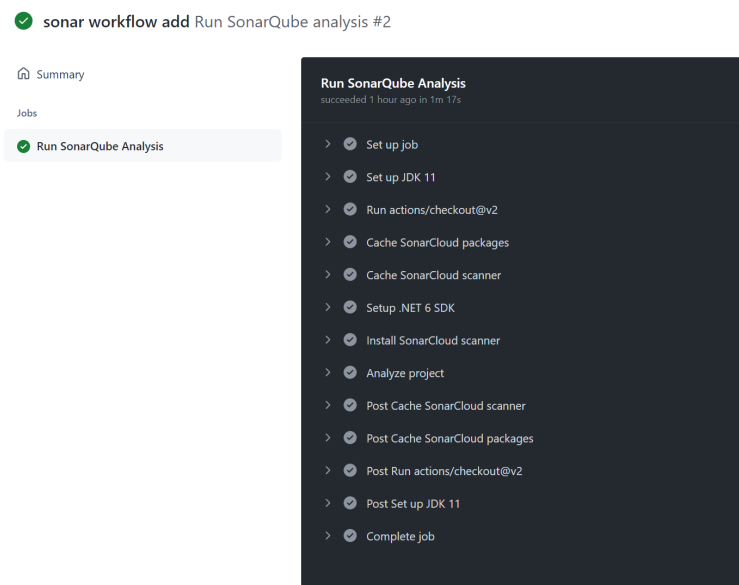 sonar workflow add Run SonarQube analysis #2
Summary
Jobs
Run SonarQube Analysis
Run SonarQube Analysis
succeeded 1 hour ago in 1m 17s
Set up job
Set up JDK 11
Run actions/checkout@v2
Cache SonarCloud packages
Cache SonarCloud scanner
Setup .NET 6 SDK
Install SonarCloud scanner
Analyze project
Post Cache SonarCloud scanner
Post Cache SonarCloud packages
Post Run actions/checkout@v2
Post Set up JDK 11
Complete job